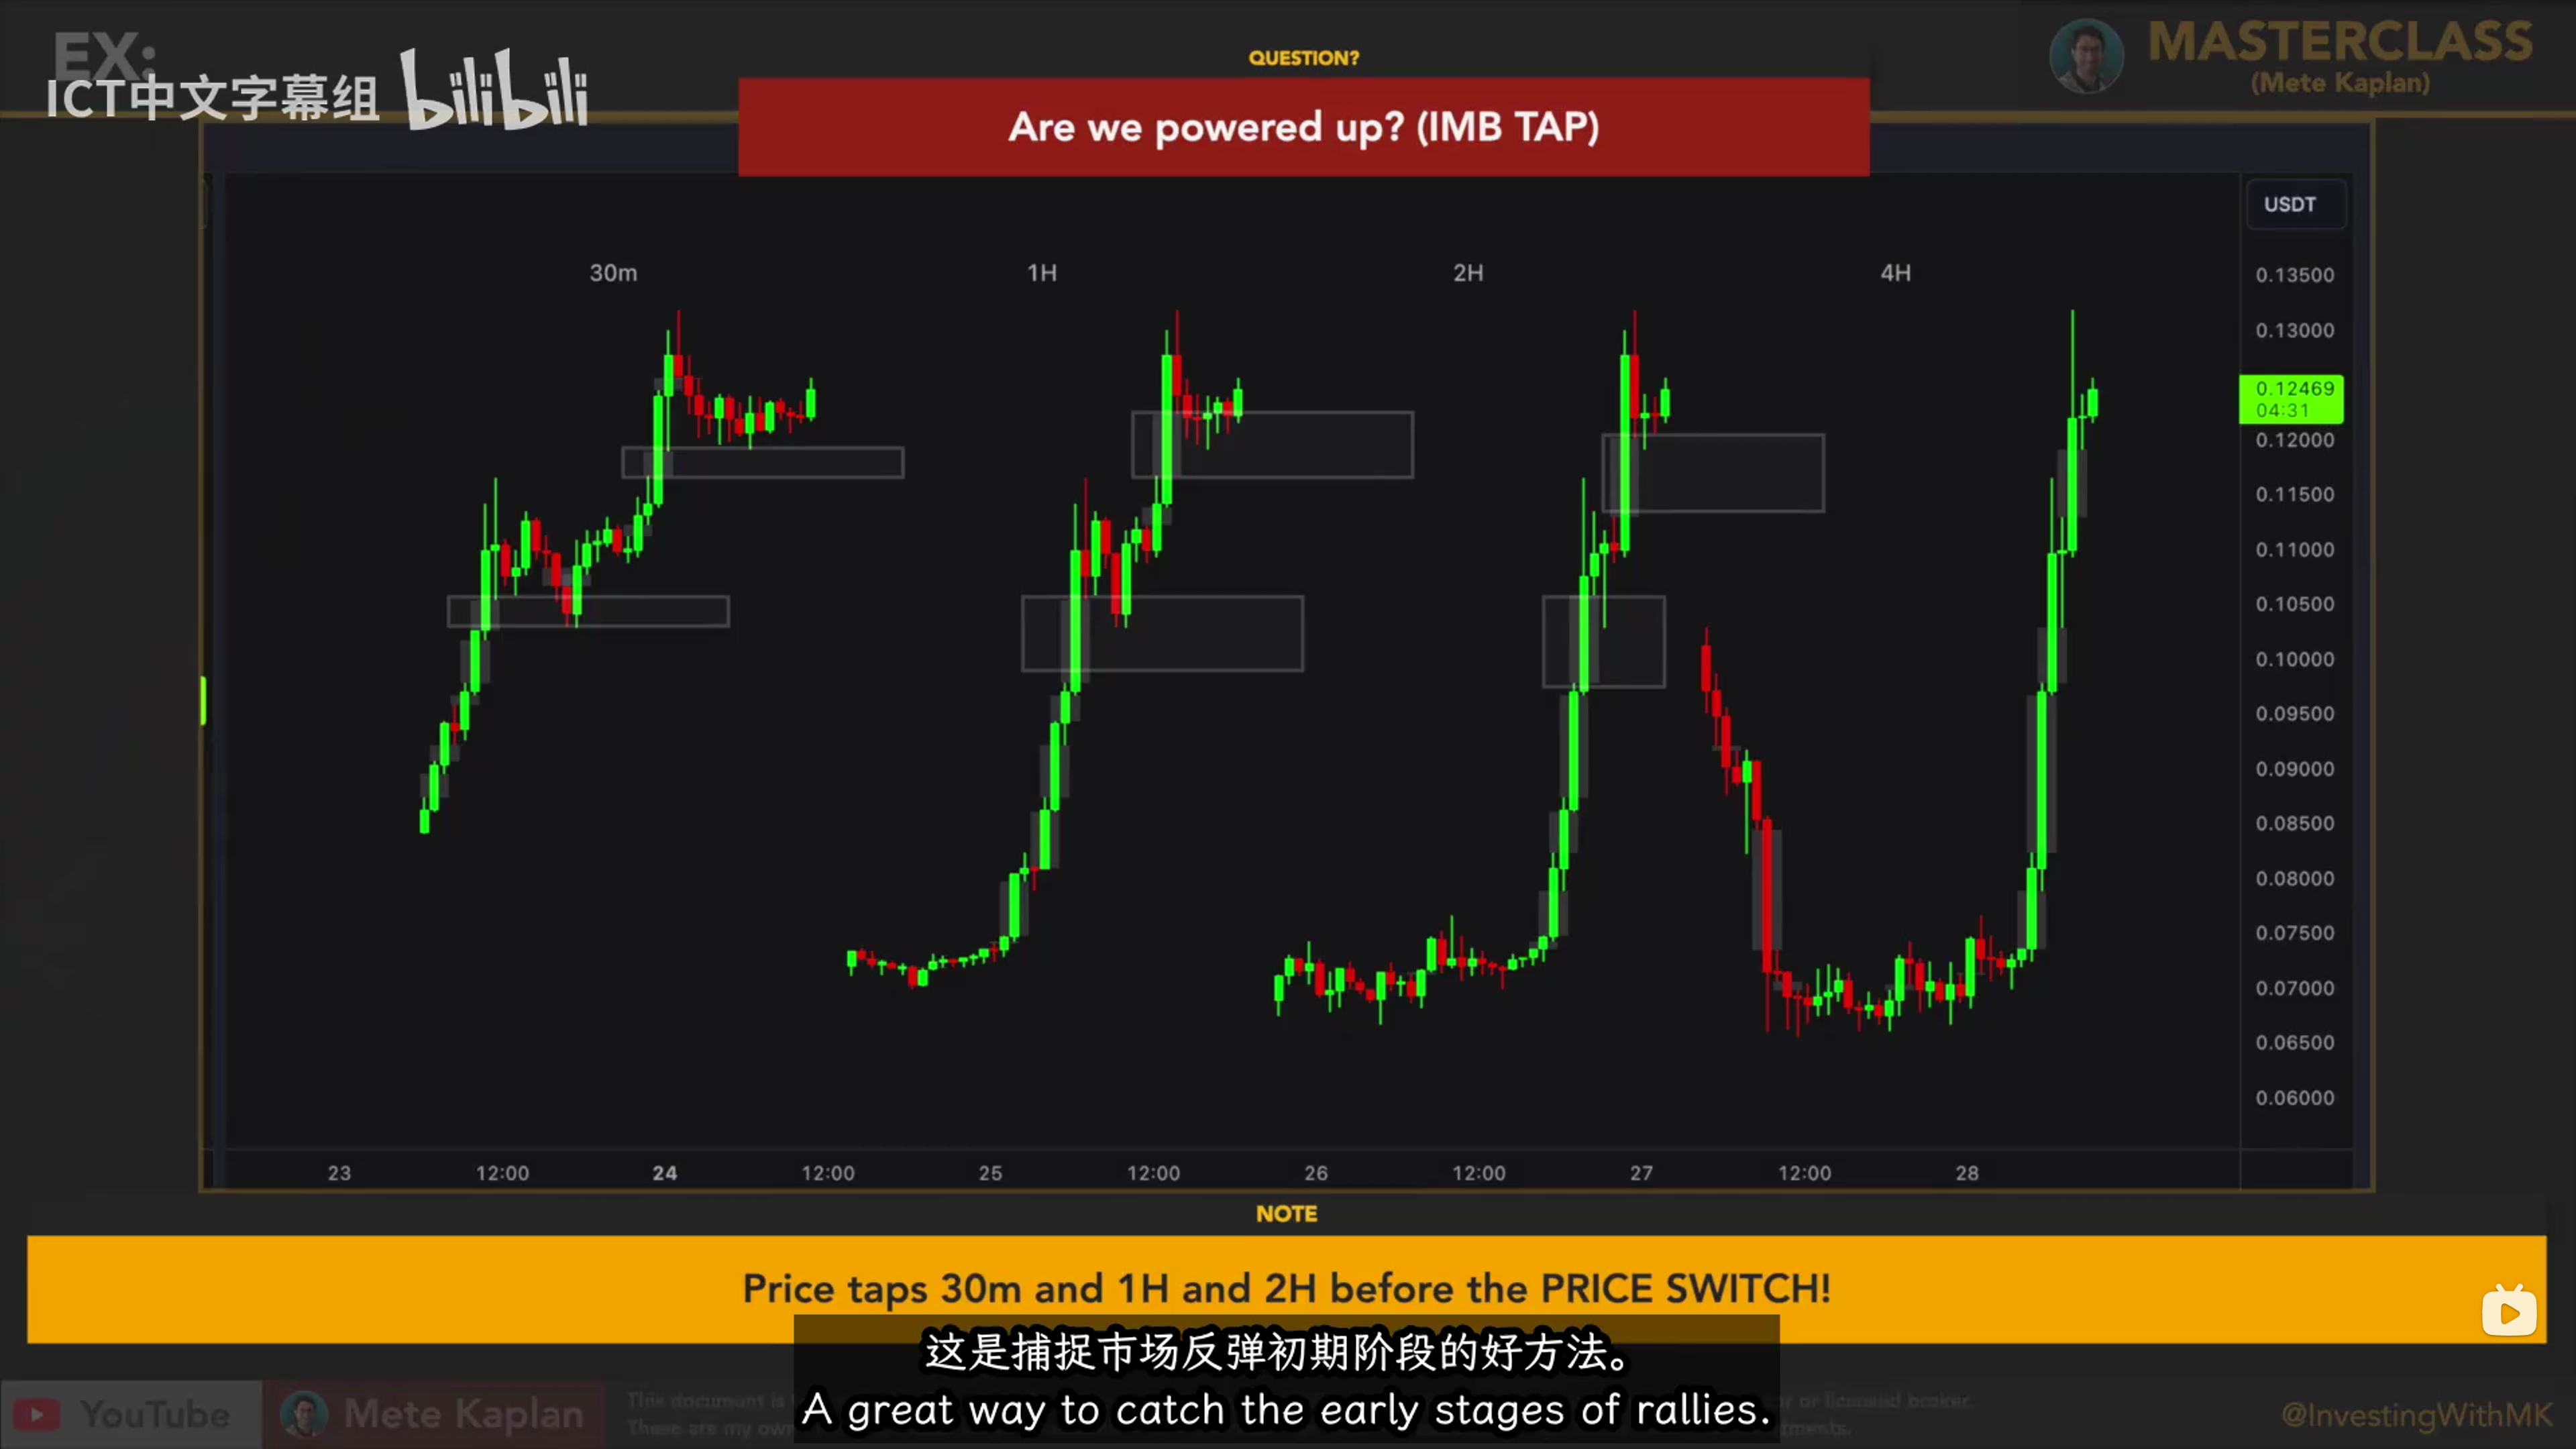 EX:
ICT中文字幕组 bilibili
QUESTION?
Are we powered up? (IMB TAP)
MASTERCLASS
(Mete Kaplan)
USDT
30m 1H 2H 4H
0.13500
0.13000
0.12469
04:31
0.12000
0.11500
0.11000
0.10500
0.10000
0.09500
0.09000
0.08500
0.08000
0.07500
0.07000
0.06500
0.06000
23 12:00 24 12:00 25 12:00 26 12:00 27 12:00 28
NOTE
Price taps 30m and 1H and 2H before the PRICE SWITCH!
这是捕捉市场反弹初期阶段的好方法。
A great way to catch the early stages of rallies.
YouTube
Mete Kaplan
This document is
or licensed broker.
These are my own
@InvestingWithMK